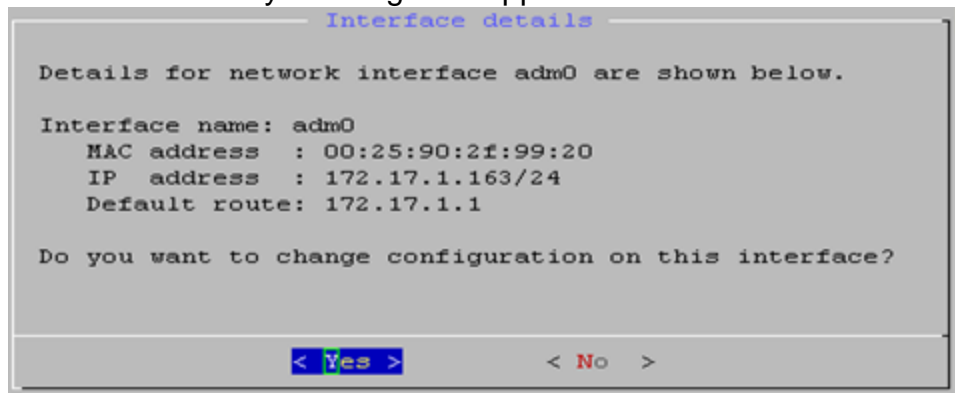 Interface details
Details for network interface adm0 are shown below.
Interface name: adm0
MAC address : 00:25:90:2f:99:20
IP address : 172.17.1.163/24
Default route: 172.17.1.1
Do you want to change configuration on this interface?
< Yes > < No >